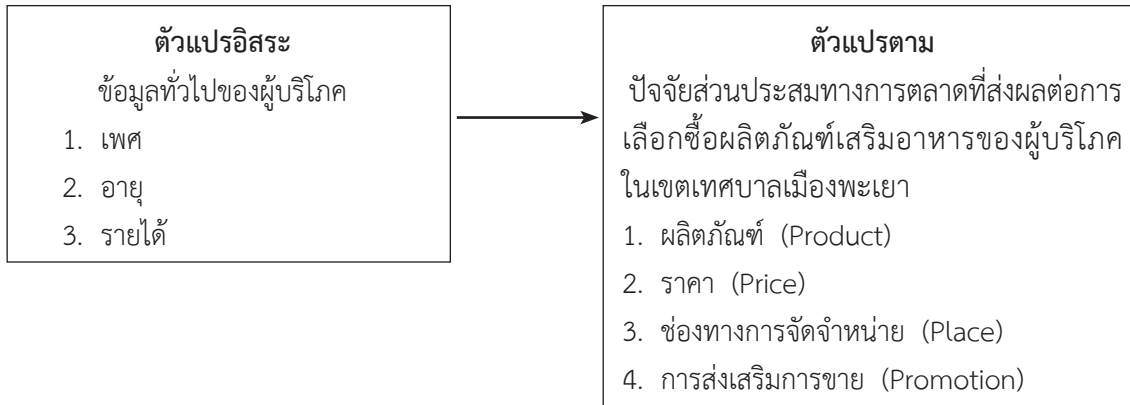 ตัวแปรอิสระ
ข้อมูลทั่วไปของผู้บริโภค
1. เพศ
2. อายุ
3. รายได้
ตัวแปรตาม
ปัจจัยส่วนประสมทางการตลาดที่ส่งผลต่อการ
เลือกซื้อผลิตภัณฑ์เสริมอาหารของผู้บริโภค
ในเขตเทศบาลเมืองพะเยา
1. ผลิตภัณฑ์ (Product)
2. ราคา (Price)
3. ช่องทางการจัดจำหน่าย (Place)
4. การส่งเสริมการขาย (Promotion)